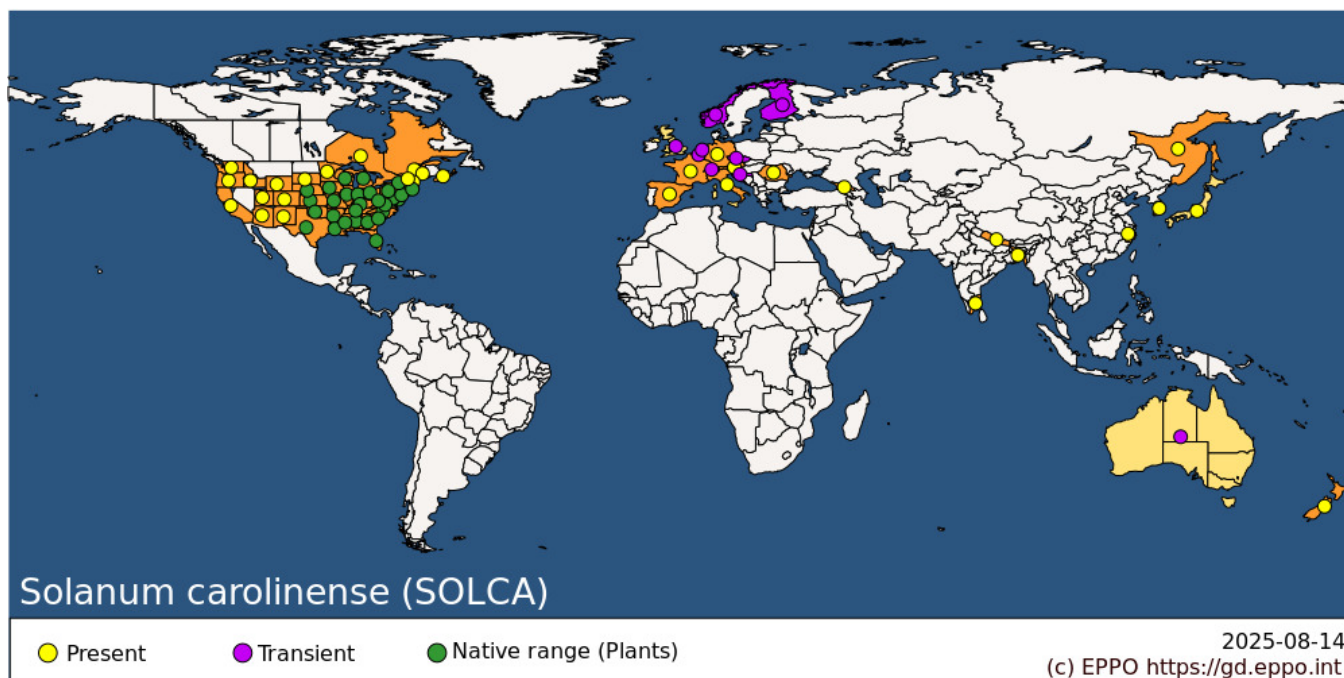 Solanum carolinense (SOLCA)
Present
Transient
Native range (Plants)
2025-08-14
(c) EPPO https://gd.eppo.int